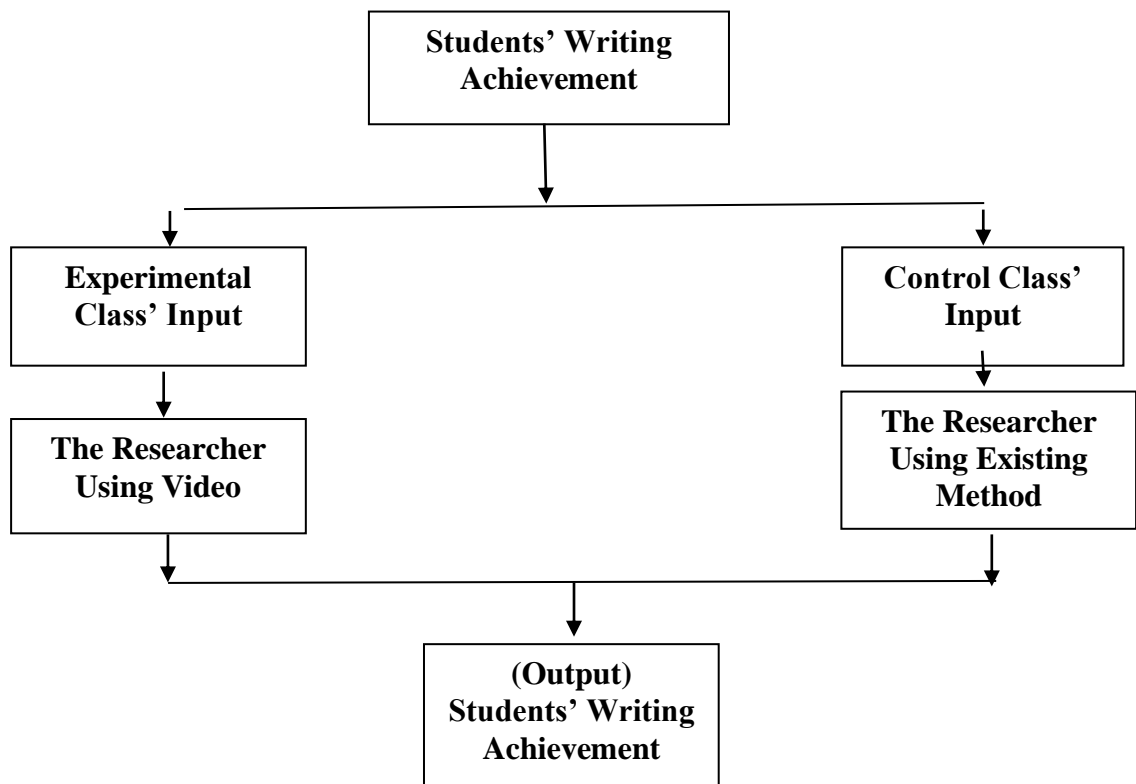 Students’ Writing
Achievement
Experimental
Class’ Input
Control Class’
Input
The Researcher
Using Video
The Researcher
Using Existing
Method
(Output)
Students’ Writing
Achievement